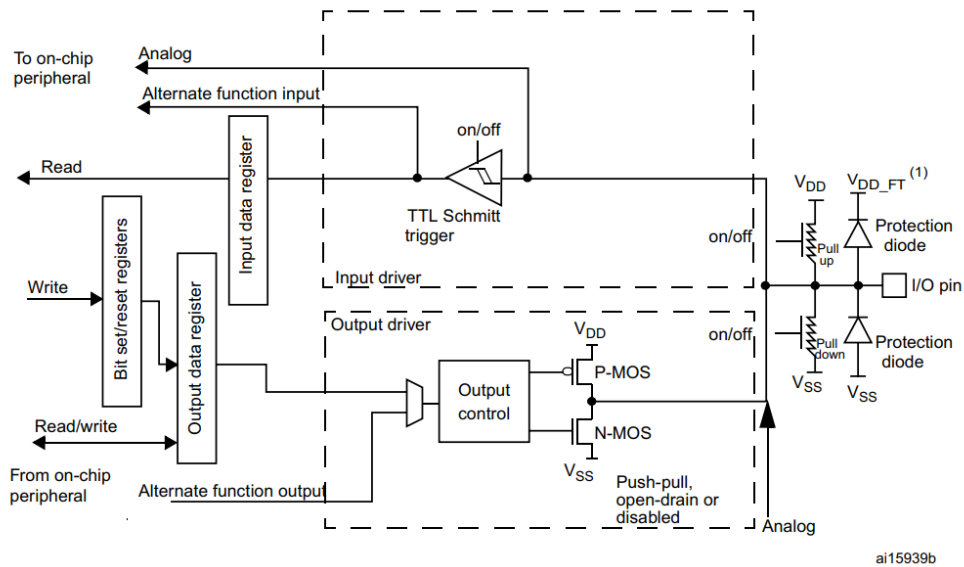 To on-chip
peripheral
Analog
Alternate function input
on/off
Read
Input data register
TTL Schmitt
trigger
Input driver
VDD
VDD_FT (1)
on/off
Pull
up
Protection
diode
I/O pin
Write
Bit set/reset registers
Output data register
Output driver
VDD
on/off
Pull
down
Protection
diode
VSS
VSS
P-MOS
Output
control
N-MOS
VSS
Read/write
From on-chip
peripheral
Alternate function output
Push-pull,
open-drain or
disabled
Analog
ai15939b